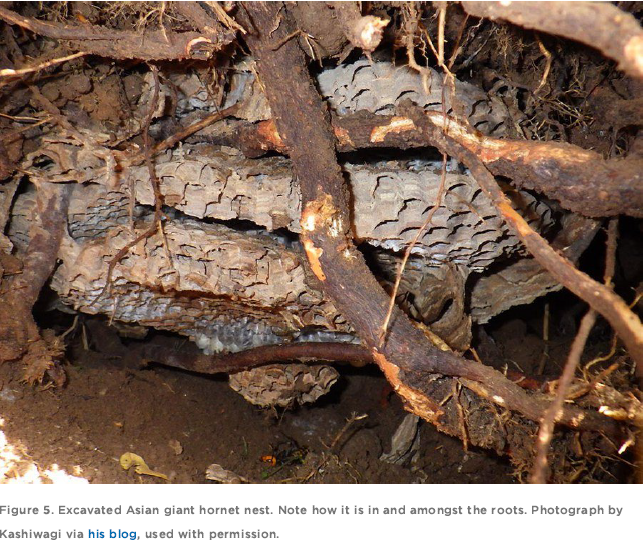 Figure 5. Excavated Asian giant hornet nest. Note how it is in and amongst the roots. Photograph by
Kashiwagi via his blog, used with permission.